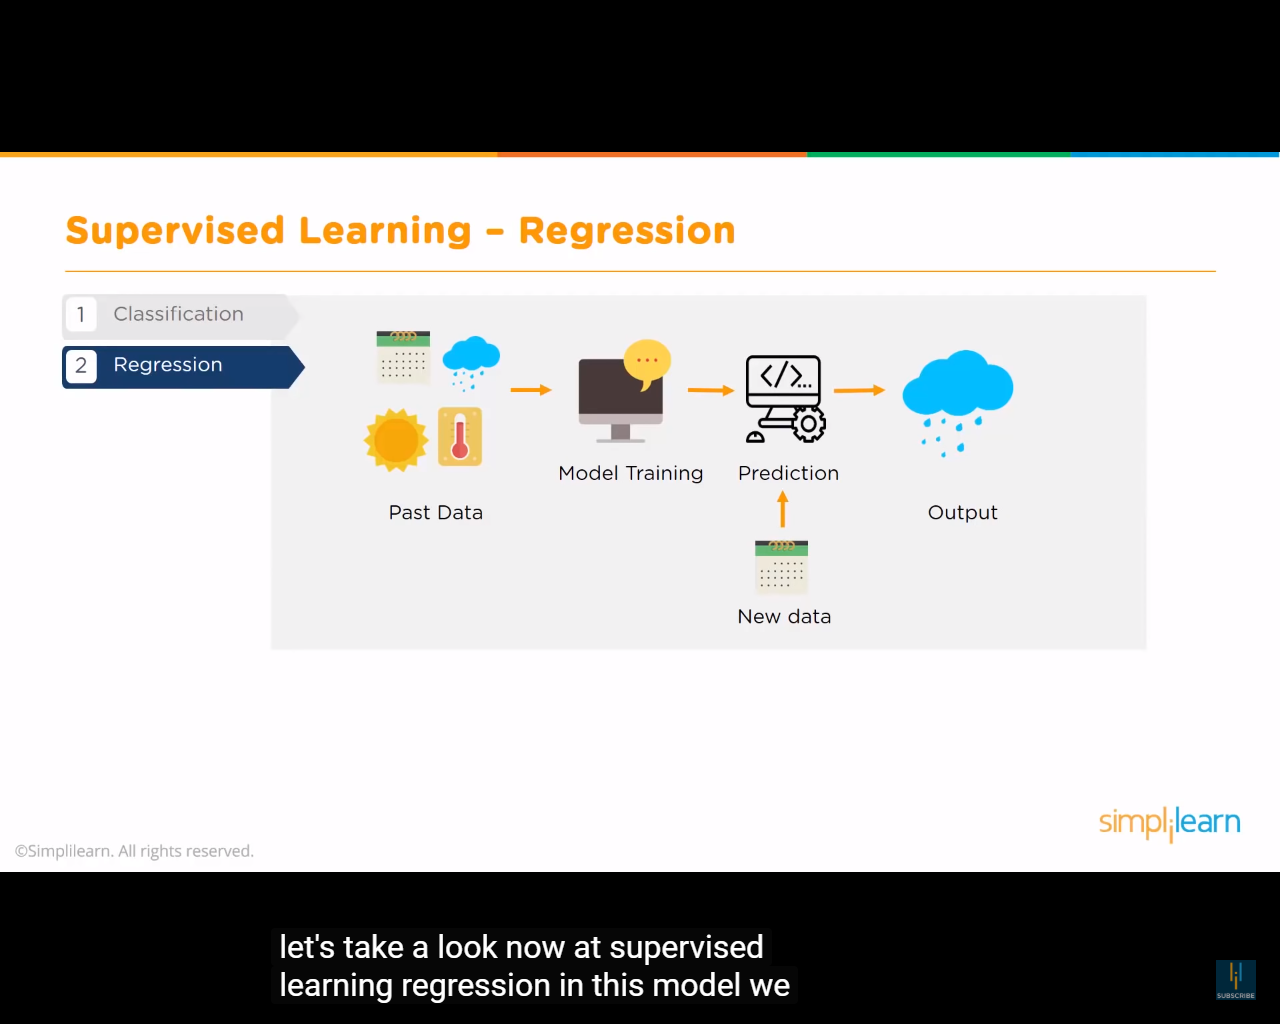 Supervised Learning – Regression
1 Classification
2 Regression
</>...
Model Training
Prediction
Past Data
Output
New data
simplilearn
©Simplilearn. All rights reserved.
let's take a look now at supervised
learning regression in this model we
SUBSCRIBE